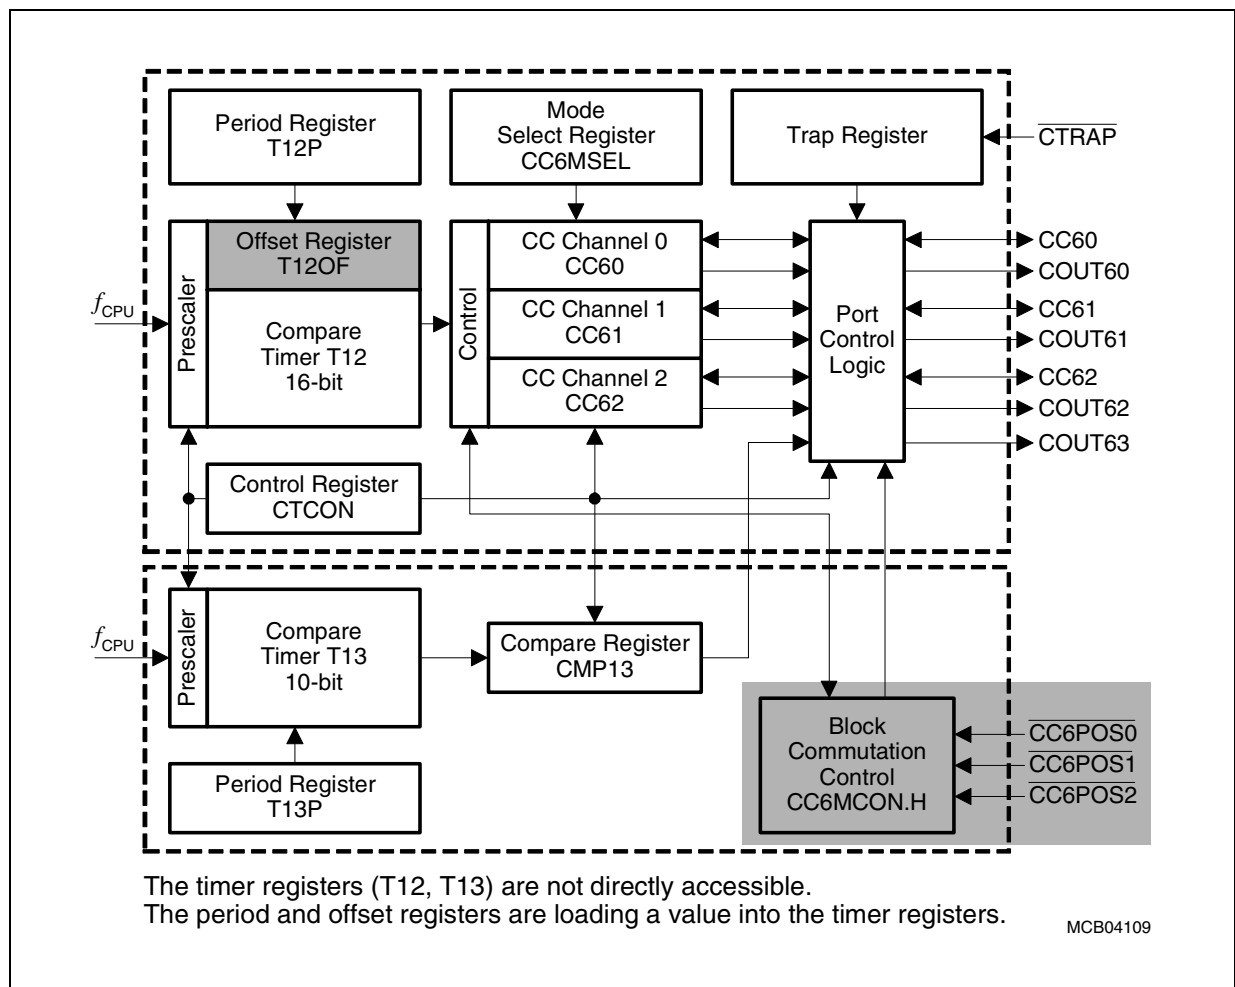 Period Register
T12P
Mode
Select Register
CC6MSEL
Trap Register
CTRAP
Prescaler
Offset Register
T12OF
Compare
Timer T12
16-bit
fCPU
Control
CC Channel 0
CC60
CC Channel 1
CC61
CC Channel 2
CC62
Port
Control
Logic
CC60
COUT60
CC61
COUT61
CC62
COUT62
COUT63
Control Register
CTCON
fCPU
Prescaler
Compare
Timer T13
10-bit
Compare Register
CMP13
Period Register
T13P
Block
Commutation
Control
CC6MCON.H
CC6POS0
CC6POS1
CC6POS2
The timer registers (T12, T13) are not directly accessible.
The period and offset registers are loading a value into the timer registers.
MCB04109